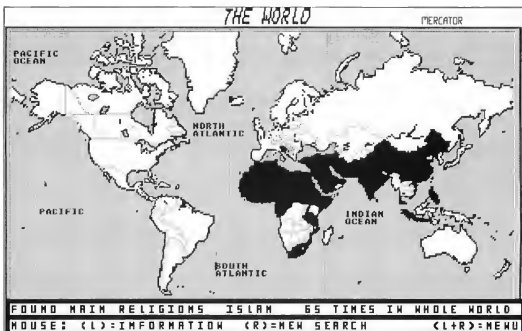 THE WORLD
MERCATOR
PACIFIC
OCEAN
NORTH
ATLANTIC
PACIFIC
INDIAN
OCEAN
SOUTH
ATLANTIC
FOUND MAIN RELIGIONS ISLAM 65 TIMES IN WHOLE WORLD
MOUSE: (L)=INFORMATION (R)=NEW SEARCH (L+R)=MENU